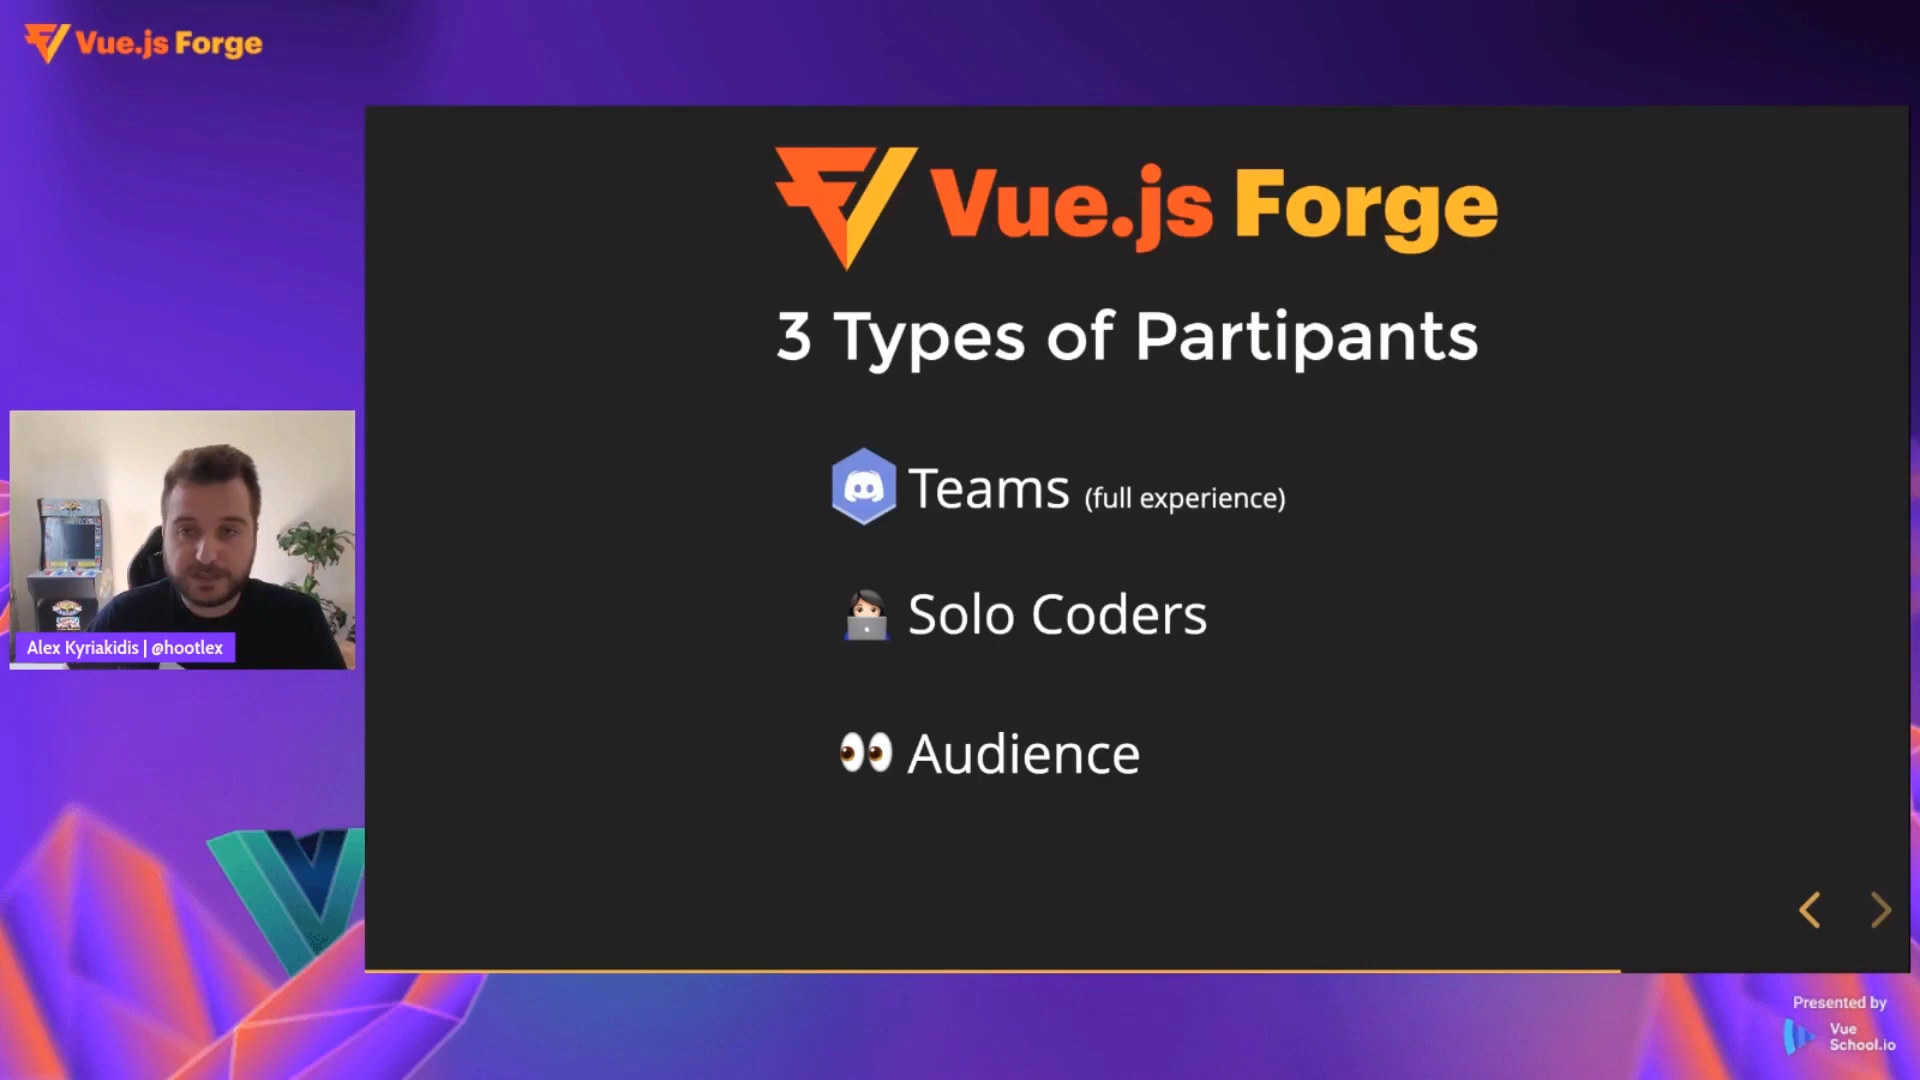 Vue.js Forge
Vue.js Forge
3 Types of Partipants
Teams (full experience)
Solo Coders
Audience
Alex Kyriakidis | @hootlex
Presented by
Vue
School.io